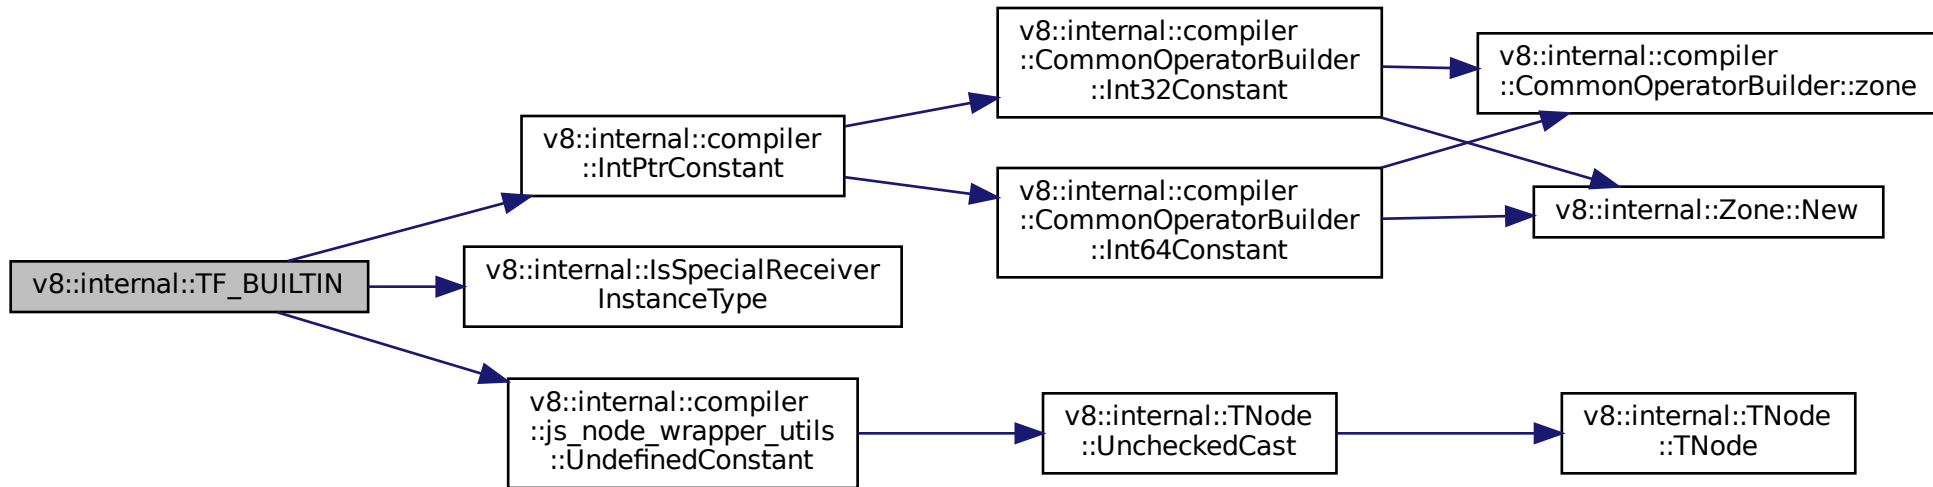 v8::internal::TF_BUILTIN
v8::internal::compiler
::IntPtrConstant
v8::internal::IsSpecialReceiver
InstanceType
v8::internal::compiler
::js_node_wrapper_utils
::UndefinedConstant
v8::internal::compiler
::CommonOperatorBuilder
::Int32Constant
v8::internal::compiler
::CommonOperatorBuilder
::Int64Constant
v8::internal::compiler
::CommonOperatorBuilder::zone
v8::internal::Zone::New
v8::internal::TNode
::UncheckedCast
v8::internal::TNode
::TNode